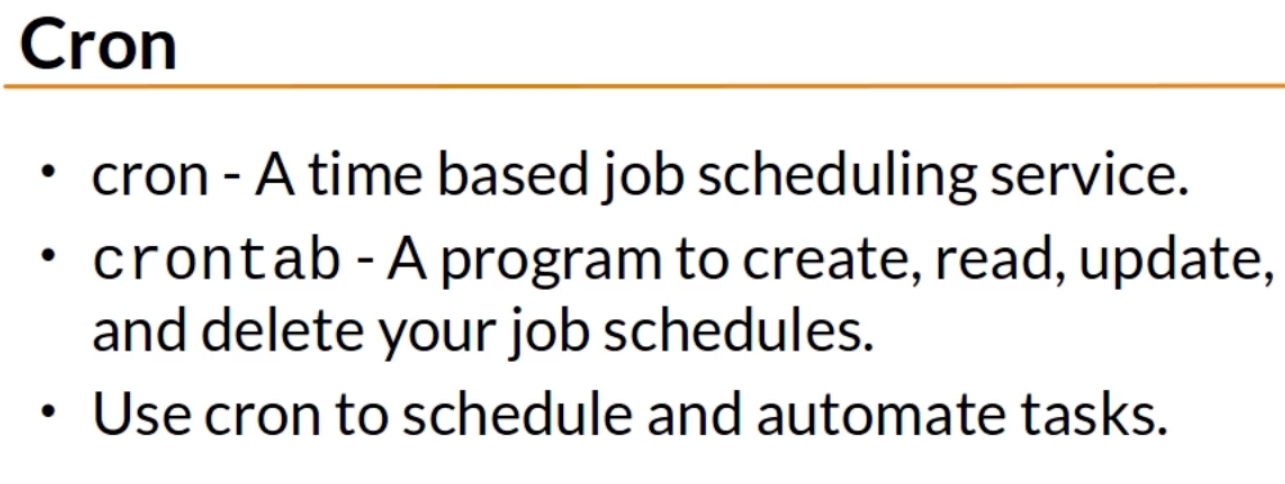 Cron
• cron - A time based job scheduling service.
• crontab - A program to create, read, update,
and delete your job schedules.
• Use cron to schedule and automate tasks.